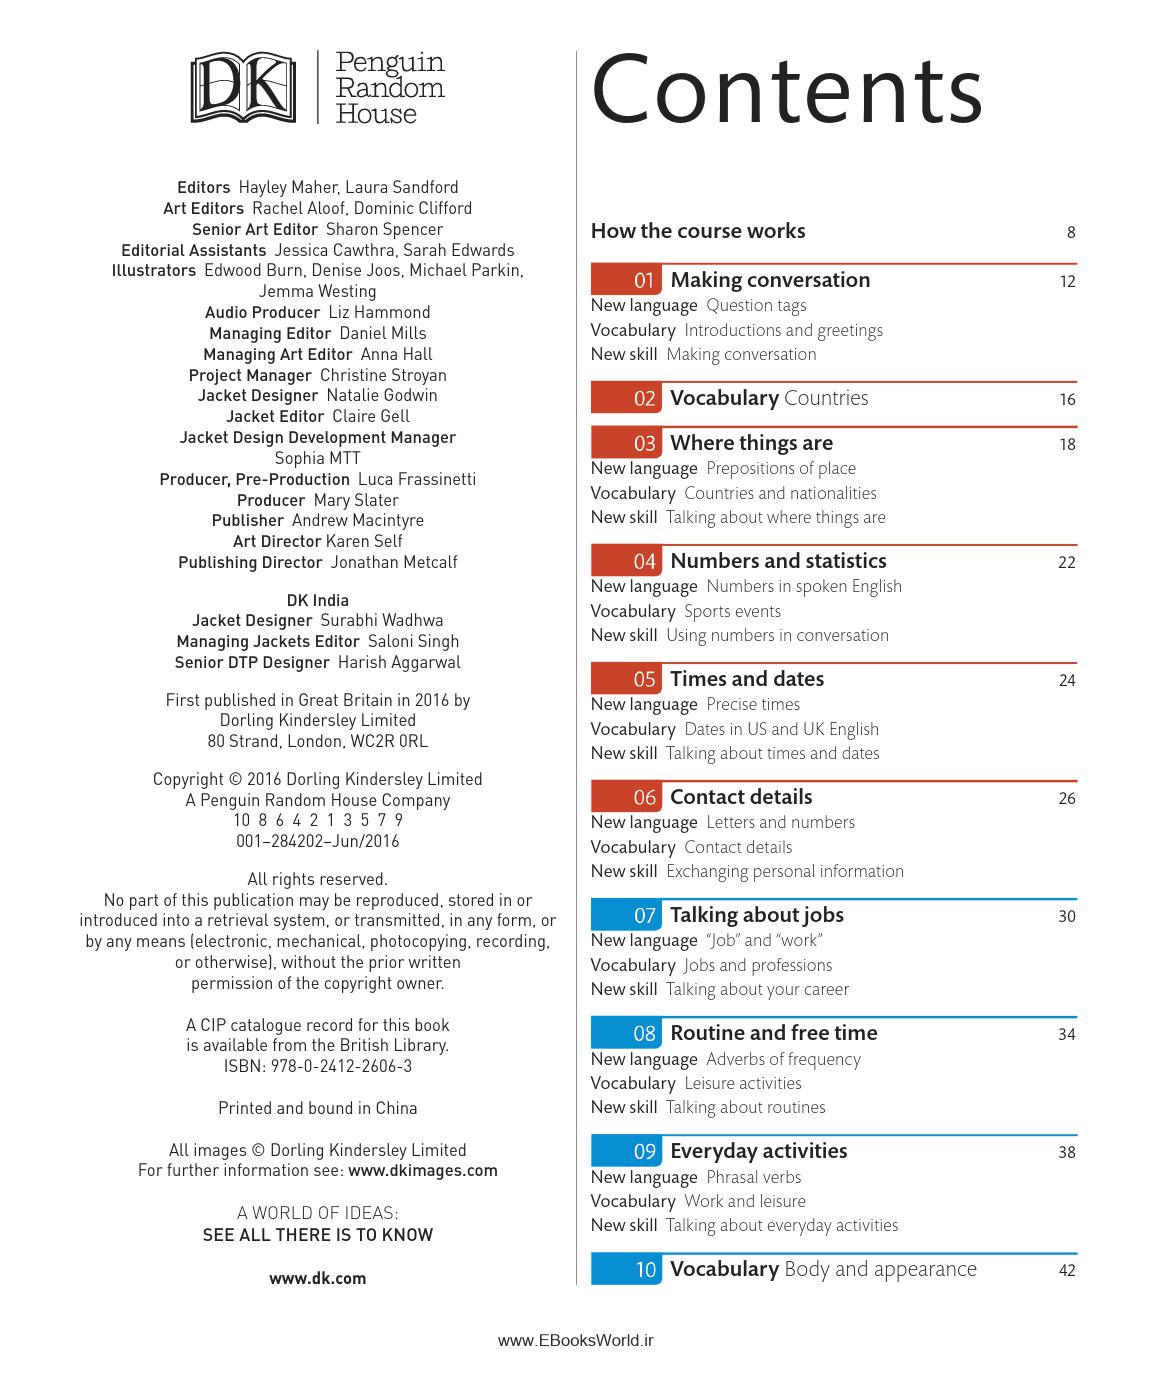 DK
Penguin
Random
House
Editors Hayley Maher, Laura Sandford
Art Editors Rachel Aloof, Dominic Clifford
Senior Art Editor Sharon Spencer
Editorial Assistants Jessica Cawthra, Sarah Edwards
Illustrators Edwood Burn, Denise Joos, Michael Parkin,
Jemma Westing
Audio Producer Liz Hammond
Managing Editor Daniel Mills
Managing Art Editor Anna Hall
Project Manager Christine Stroyan
Jacket Designer Natalie Godwin
Jacket Editor Claire Gell
Jacket Design Development Manager
Sophia MTT
Producer, Pre-Production Luca Frassinetti
Producer Mary Slater
Publisher Andrew Macintyre
Art Director Karen Self
Publishing Director Jonathan Metcalf
DK India
Jacket Designer Surabhi Wadhwa
Managing Jackets Editor Saloni Singh
Senior DTP Designer Harish Aggarwal
First published in Great Britain in 2016 by
Dorling Kindersley Limited
80 Strand, London, WC2R 0RL
Copyright © 2016 Dorling Kindersley Limited
A Penguin Random House Company
10 8 6 4 2 1 3 5 7 9
001–284202–Jun/2016
All rights reserved.
No part of this publication may be reproduced, stored in or
introduced into a retrieval system, or transmitted, in any form, or
by any means (electronic, mechanical, photocopying, recording,
or otherwise), without the prior written
permission of the copyright owner.
A CIP catalogue record for this book
is available from the British Library.
ISBN: 978-0-2412-2606-3
Printed and bound in China
All images © Dorling Kindersley Limited
For further information see: www.dkimages.com
A WORLD OF IDEAS:
SEE ALL THERE IS TO KNOW
www.dk.com
Contents
How the course works 8
01 Making conversation 12
New language Question tags
Vocabulary Introductions and greetings
New skill Making conversation
02 Vocabulary Countries 16
03 Where things are 18
New language Prepositions of place
Vocabulary Countries and nationalities
New skill Talking about where things are
04 Numbers and statistics 22
New language Numbers in spoken English
Vocabulary Sports events
New skill Using numbers in conversation
05 Times and dates 24
New language Precise times
Vocabulary Dates in US and UK English
New skill Talking about times and dates
06 Contact details 26
New language Letters and numbers
Vocabulary Contact details
New skill Exchanging personal information
07 Talking about jobs 30
New language “Job” and “work”
Vocabulary Jobs and professions
New skill Talking about your career
08 Routine and free time 34
New language Adverbs of frequency
Vocabulary Leisure activities
New skill Talking about routines
09 Everyday activities 38
New language Phrasal verbs
Vocabulary Work and leisure
New skill Talking about everyday activities
10 Vocabulary Body and appearance 42
www.EBooksWorld.ir